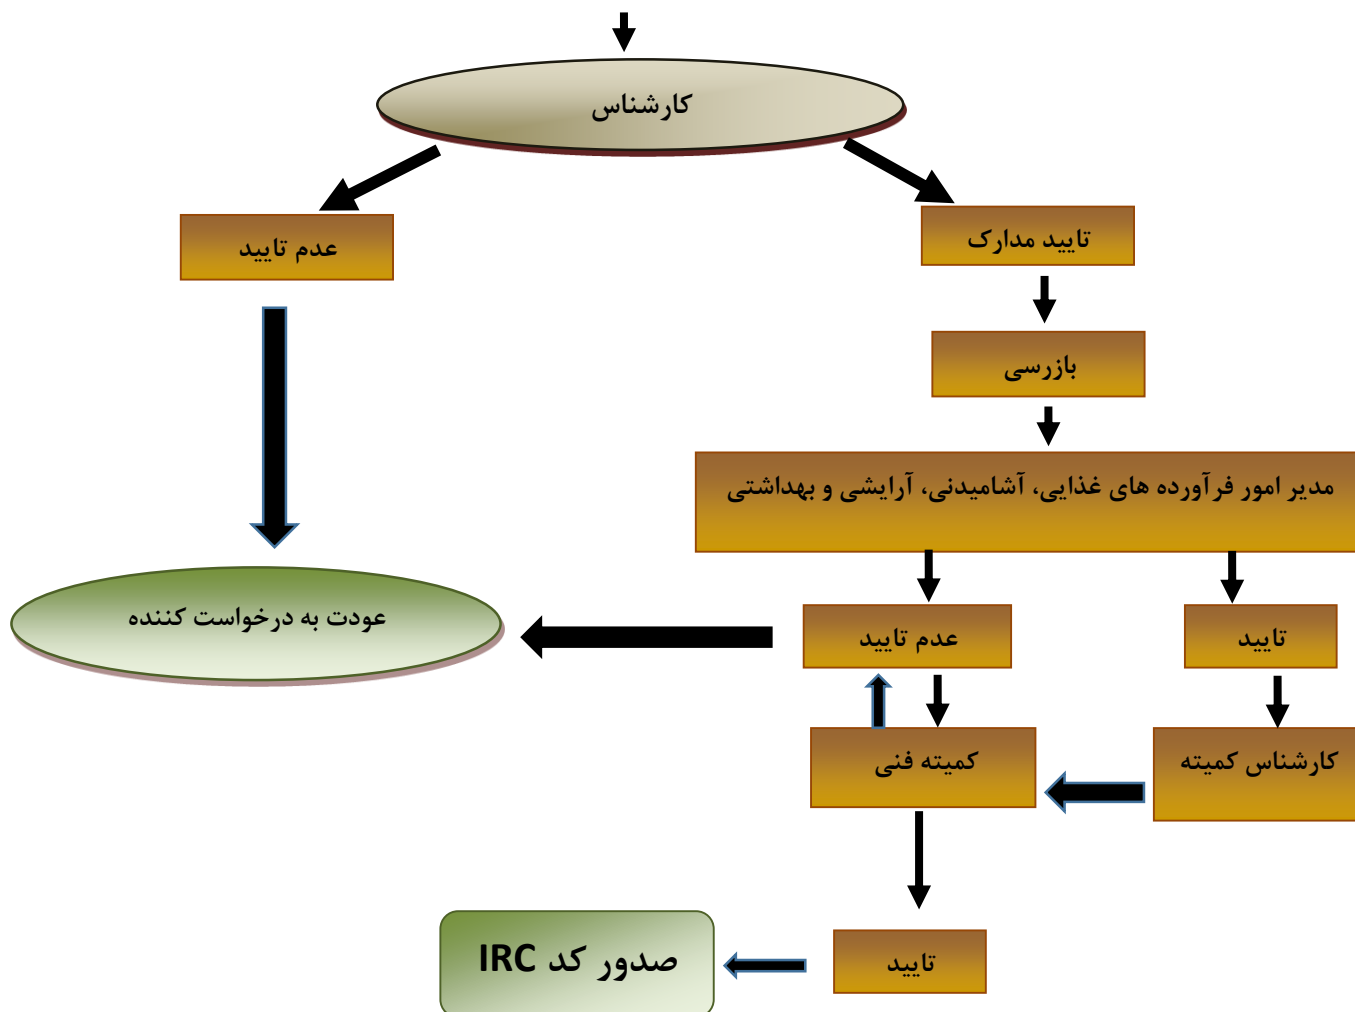 کارشناس
تایید مدارک
عدم تایید
بازرسی
مدیر امور فرآورده های غذایی، آشامیدنی، آرایشی و بهداشتی
تایید
عدم تایید
عودت به درخواست کننده
کارشناس کمیته
کمیته فنی
تایید
صدور کد IRC